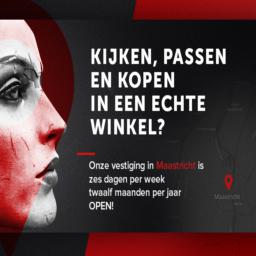 KIJKEN, PASSEN
EN KOPEN
IN EEN ECHTE
WINKEL?
Onze vestiging in Maastricht is
zes dagen per week
twaalf maanden per jaar
OPEN!
Maastricht